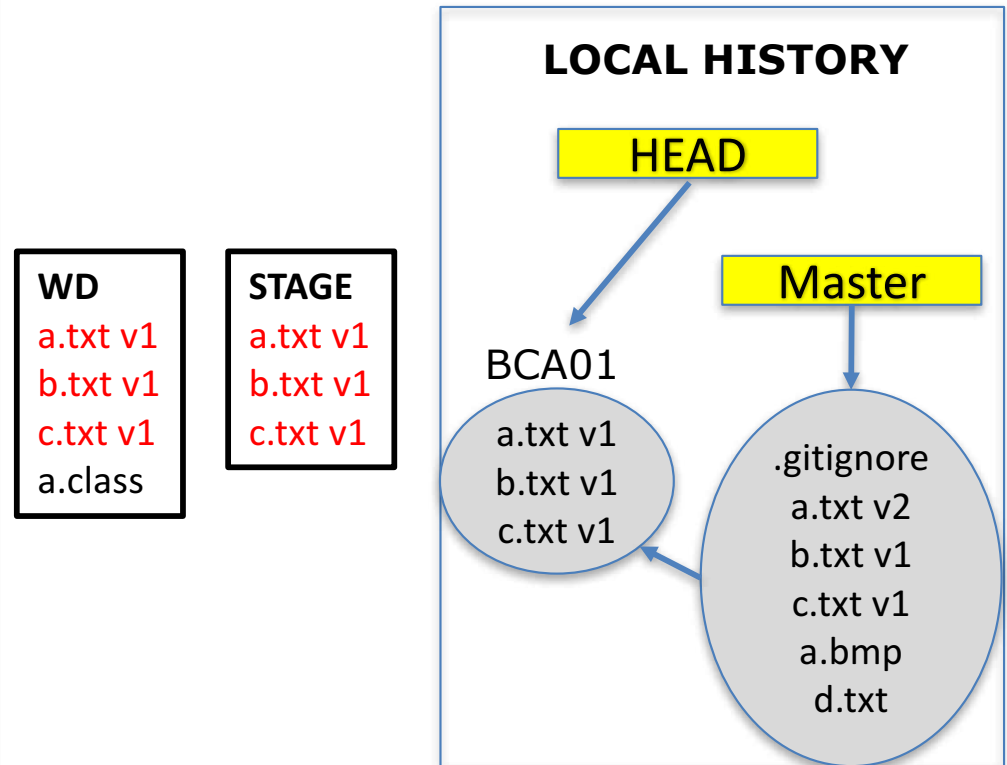 LOCAL HISTORY
HEAD
Master
WD
a.txt v1
b.txt v1
c.txt v1
a.class
STAGE
a.txt v1
b.txt v1
c.txt v1
BCA01
a.txt v1
b.txt v1
c.txt v1
.gitignore
a.txt v2
b.txt v1
c.txt v1
a.bmp
d.txt